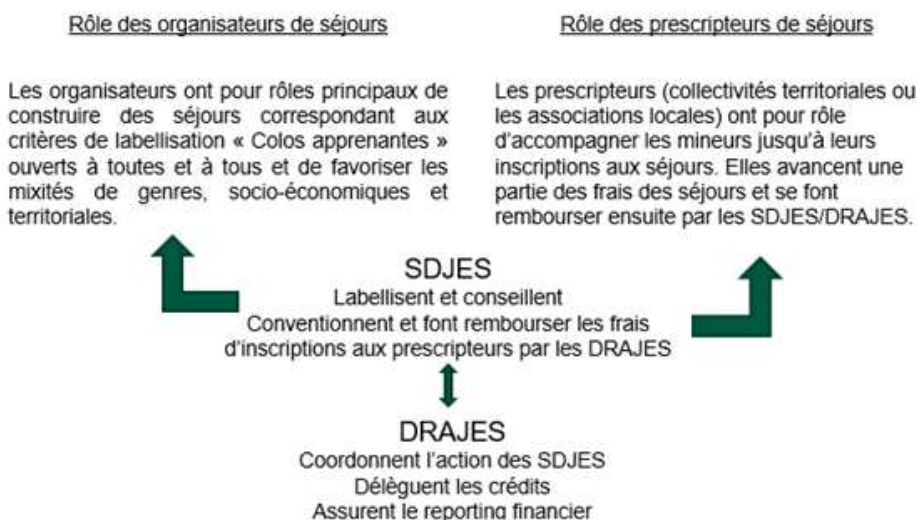 Rôle des organisateurs de séjours
Les organisateurs ont pour rôles principaux de
construire des séjours correspondant aux
critères de labellisation « Colos apprenantes »
ouverts à toutes et à tous et de favoriser les
mixités de genres, socio-économiques et
territoriales.
Rôle des prescripteurs de séjours
Les prescripteurs (collectivités territoriales ou
les associations locales) ont pour rôle
d'accompagner les mineurs jusqu'à leurs
inscriptions aux séjours. Elles avancent une
partie des frais des séjours et se font
rembourser ensuite par les SDJES/DRAJES.
SDJES
Labellisent et conseillent
Conventionnent et font rembourser les frais
d'inscriptions aux prescripteurs par les DRAJES
DRAJES
Coordonnent l'action des SDJES
Délèguent les crédits
Assurent le reporting financier